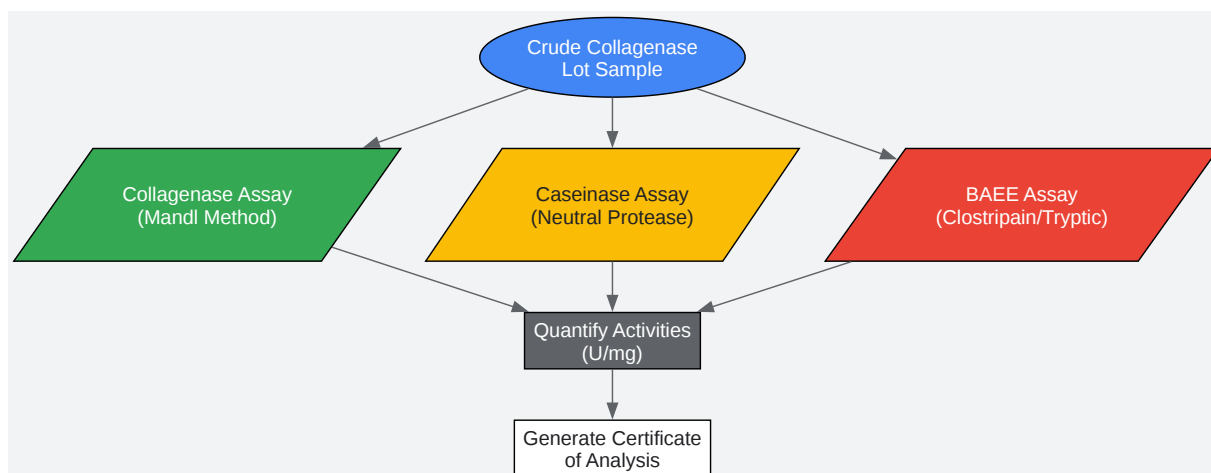 Crude Collagenase
Lot Sample
Collagenase Assay
(Mandl Method)
Caseinase Assay
(Neutral Protease)
BAEE Assay
(Clostripain/Tryptic)
Quantify Activities
(U/mg)
Generate Certificate
of Analysis